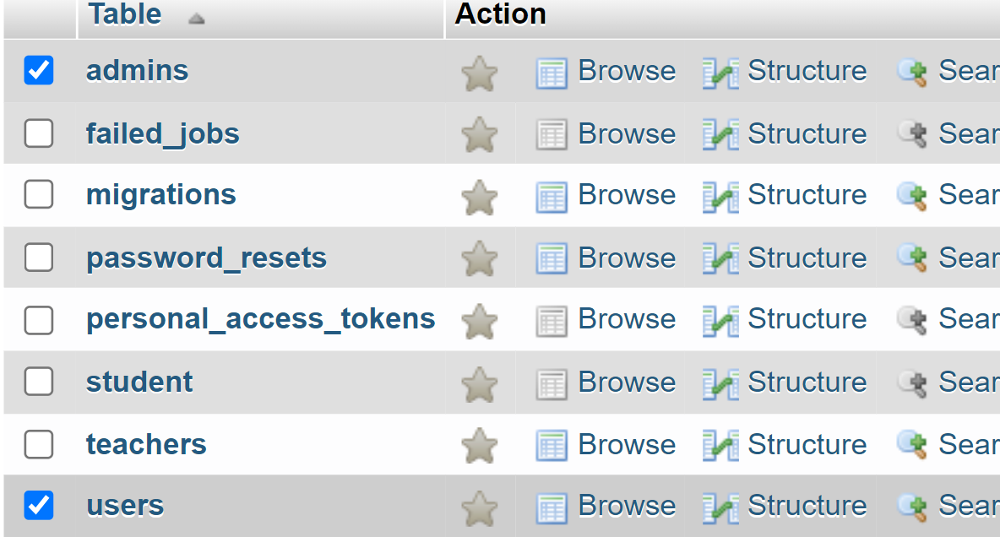 Table Action
admins Browse Structure Sear
failed_jobs Browse Structure Sear
migrations Browse Structure Sear
password_resets Browse Structure Sear
personal_access_tokens Browse Structure Sear
student Browse Structure Sear
teachers Browse Structure Sear
users Browse Structure Sear